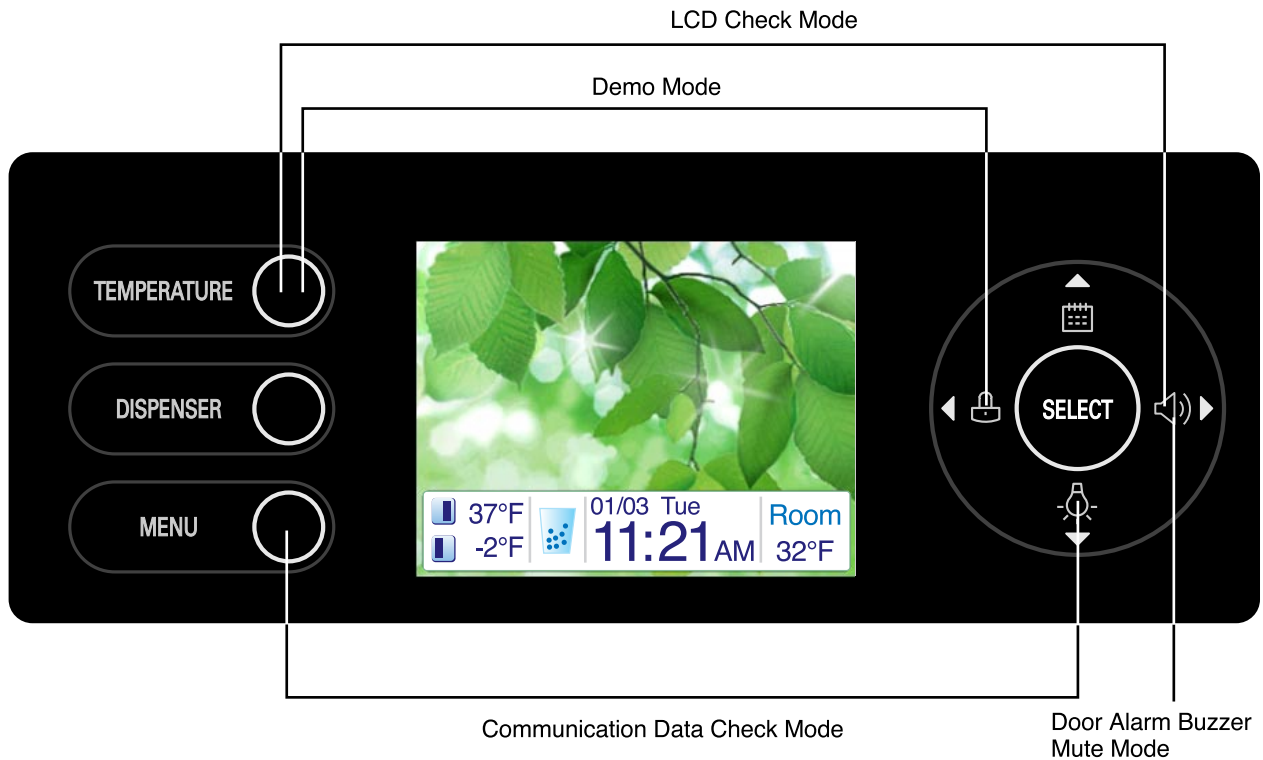 LCD Check Mode
Demo Mode
TEMPERATURE
DISPENSER
MENU
SELECT
37°F
-2°F
01/03 Tue
11:21AM
Room
32°F
Communication Data Check Mode
Door Alarm Buzzer
Mute Mode